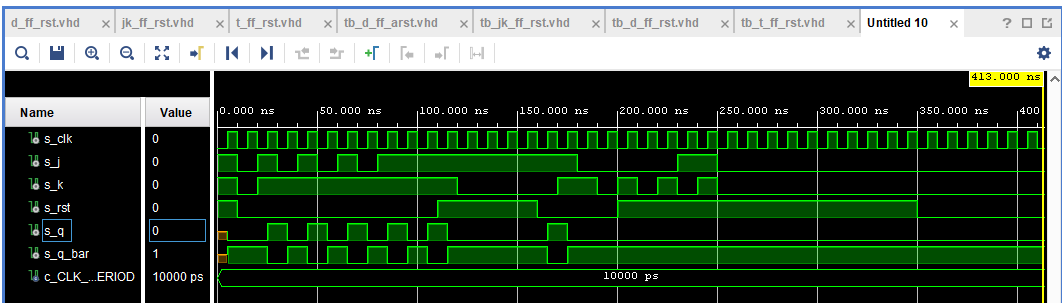 d_ff_rst.vhd jk_ff_rst.vhd t_ff_rst.vhd tb_d_ff_arst.vhd tb_jk_ff_rst.vhd tb_d_ff_rst.vhd tb_t_ff_rst.vhd Untitled 10
413.000 ns
Name Value 0.000 ns 50.000 ns 100.000 ns 150.000 ns 200.000 ns 250.000 ns 300.000 ns 350.000 ns 400
s_clk 0
s_j 0
s_k 0
s_rst 0
s_q 0
s_q_bar 1
c_CLK_...ERIOD 10000 ps 10000 ps